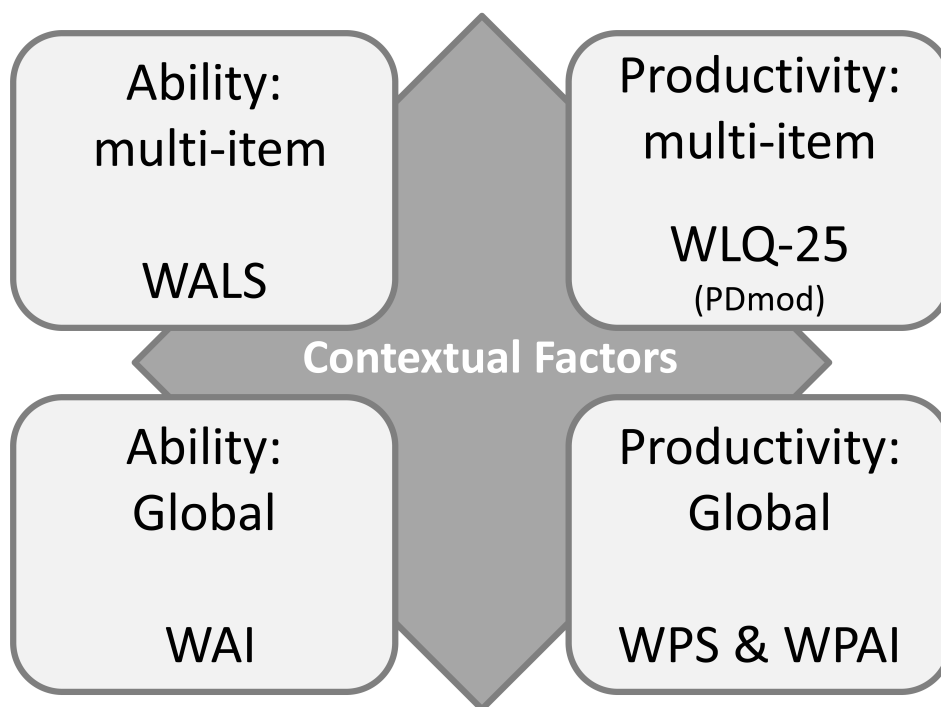 Ability:
multi-item
WALS
Productivity:
multi-item
WLQ-25
(PDmod)
Contextual Factors
Ability:
Global
WAI
Productivity:
Global
WPS & WPAI